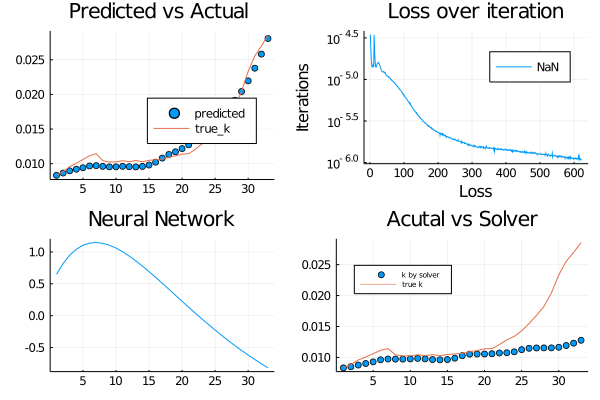 Predicted vs Actual
0.025
0.020
0.015
0.010
predicted
true_k
5 10 15 20 25 30
Loss over iteration
10^-4.5
10^-5.0
10^-5.5
10^-6.0
Iterations
NaN
0 100 200 300 400 500 600
Loss
Neural Network
1.0
0.5
0.0
-0.5
5 10 15 20 25 30
Acutal vs Solver
0.025
0.020
0.015
0.010
k by solver
true k
5 10 15 20 25 30